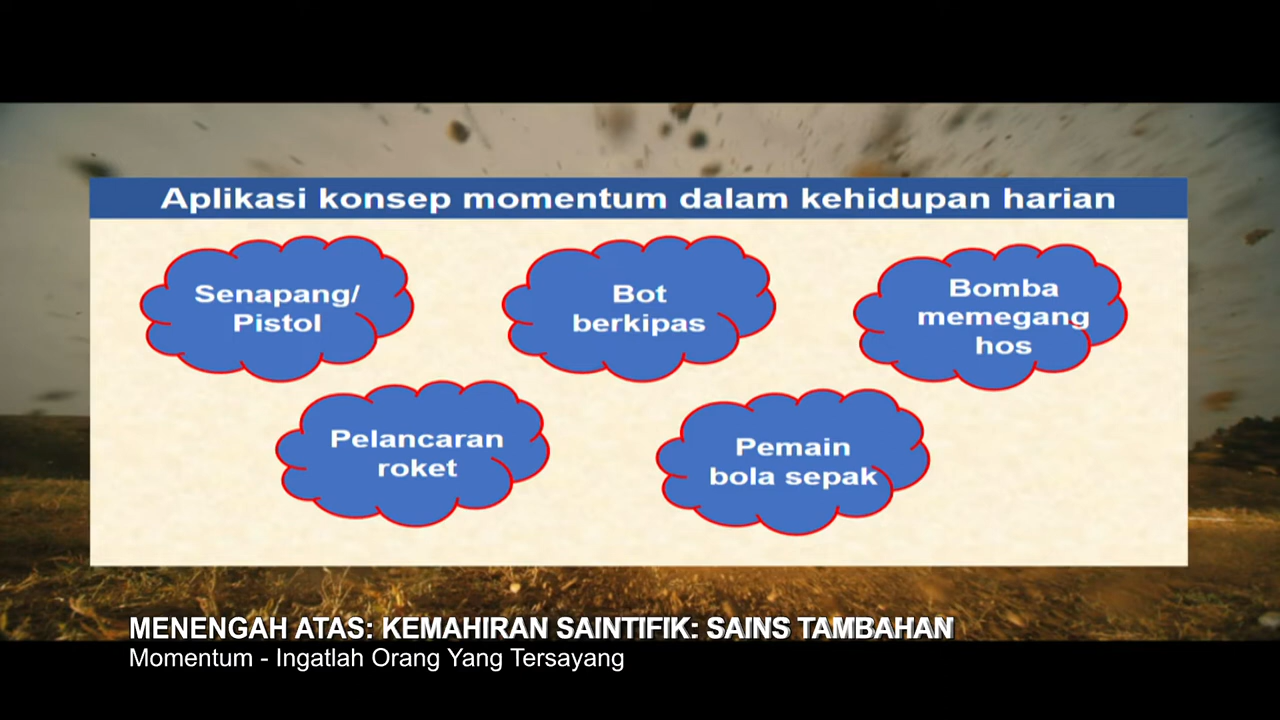 Aplikasi konsep momentum dalam kehidupan harian
Senapang/
Pistol
Bot
berkipas
Bomba
memegang
hos
Pelancaran
roket
Pemain
bola sepak
MENENGAH ATAS: KEMAHIRAN SAINTIFIK: SAINS TAMBAHAN
Momentum - Ingatlah Orang Yang Tersayang